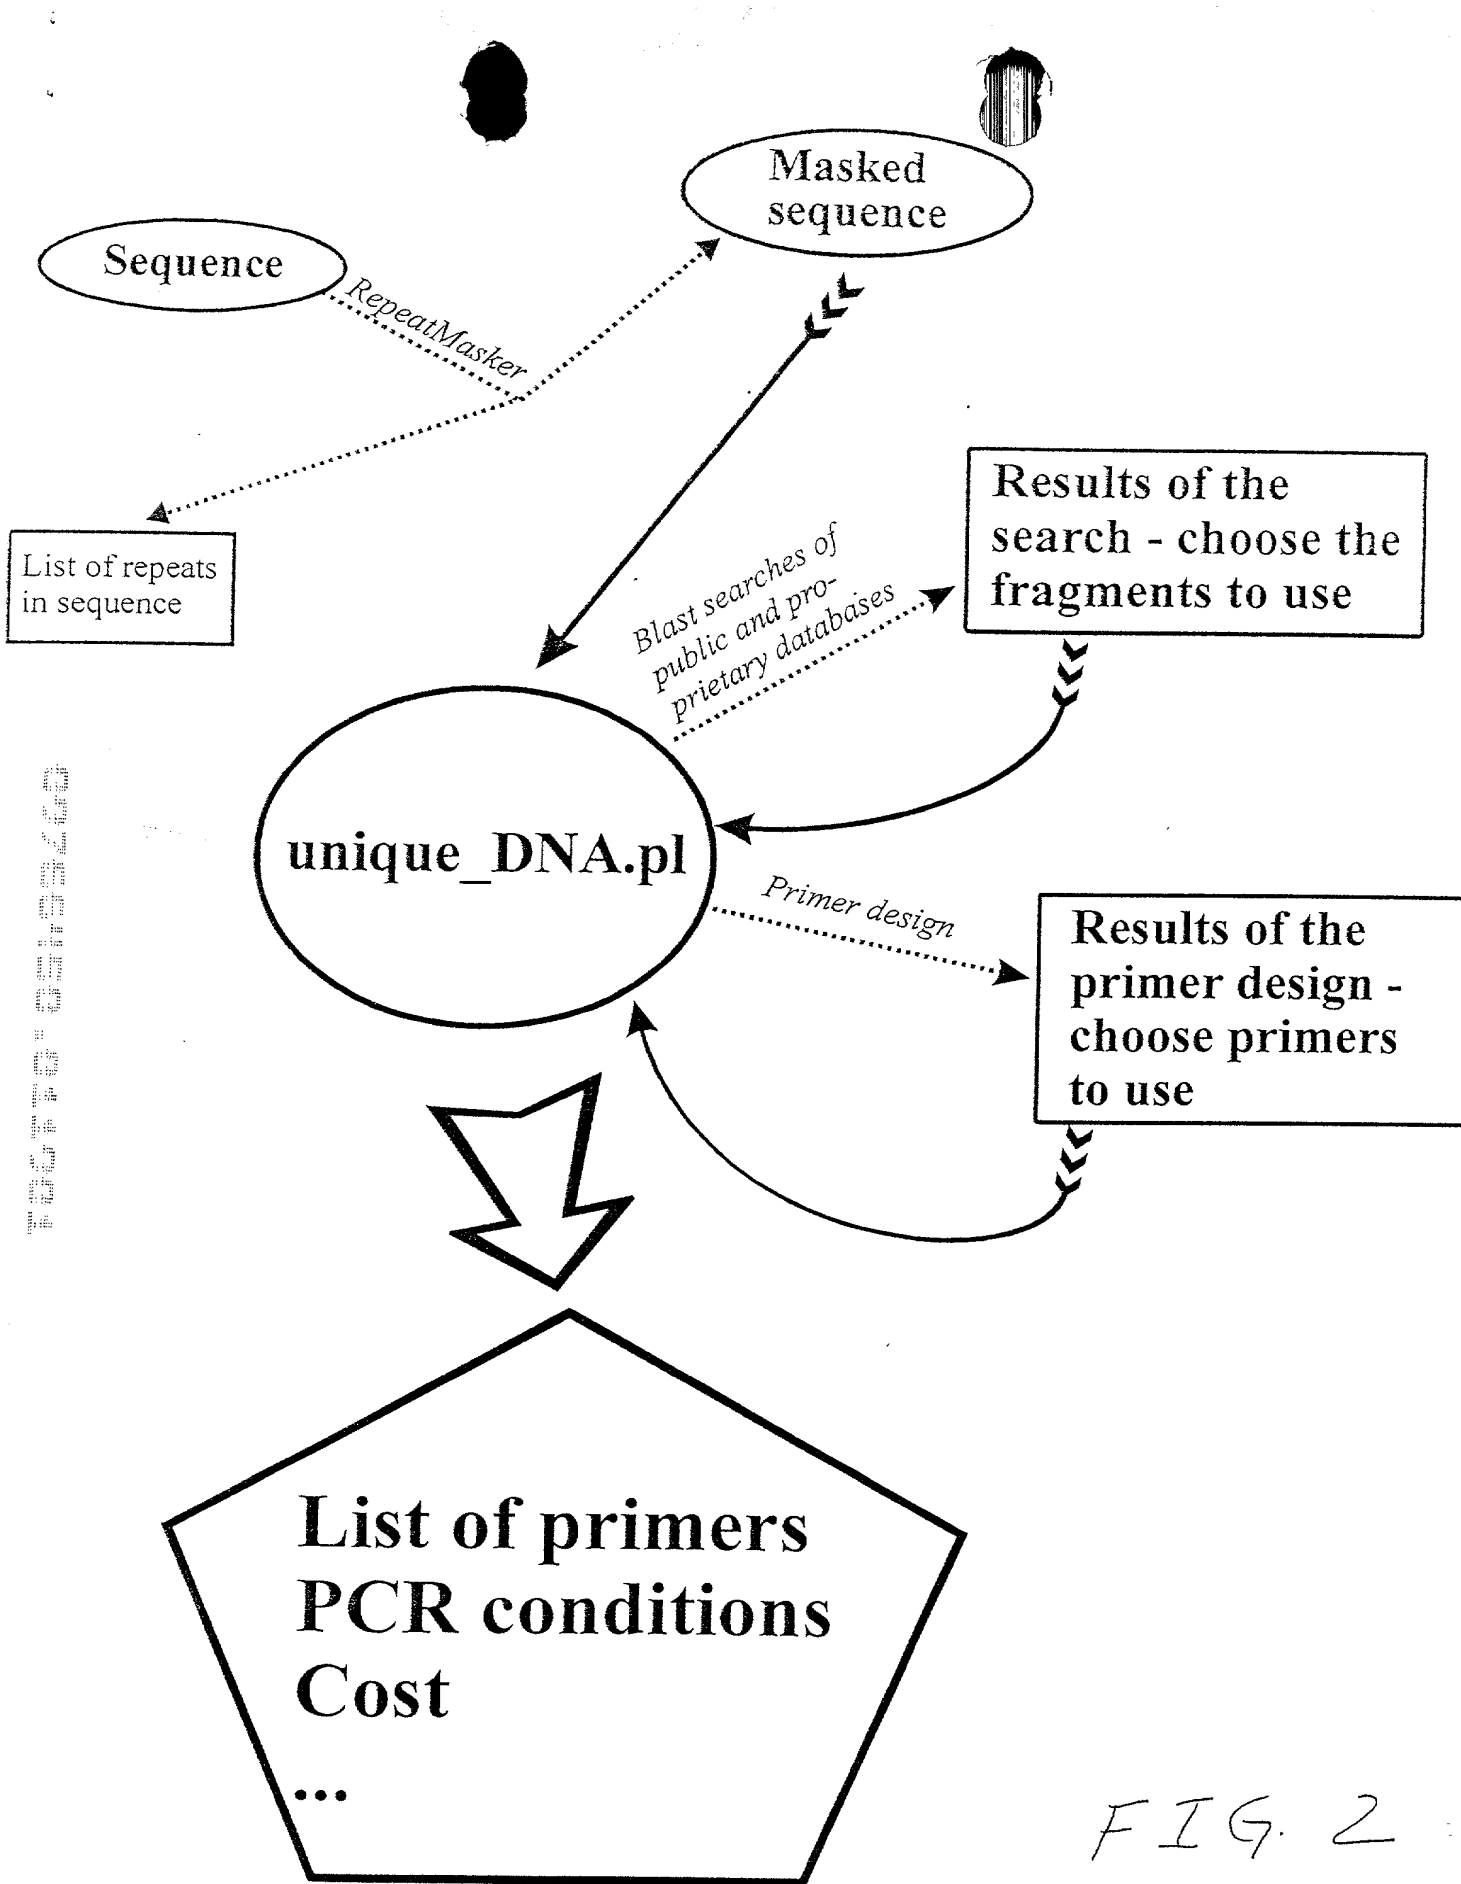 Masked
sequence
Sequence
RepeatMasker
List of repeats
in sequence
Blast searches of
public and pro-
prietary databases
Results of the
search - choose the
fragments to use
unique_DNA.pl
Primer design
Results of the
primer design -
choose primers
to use
List of primers
PCR conditions
Cost
...
FIG. 2